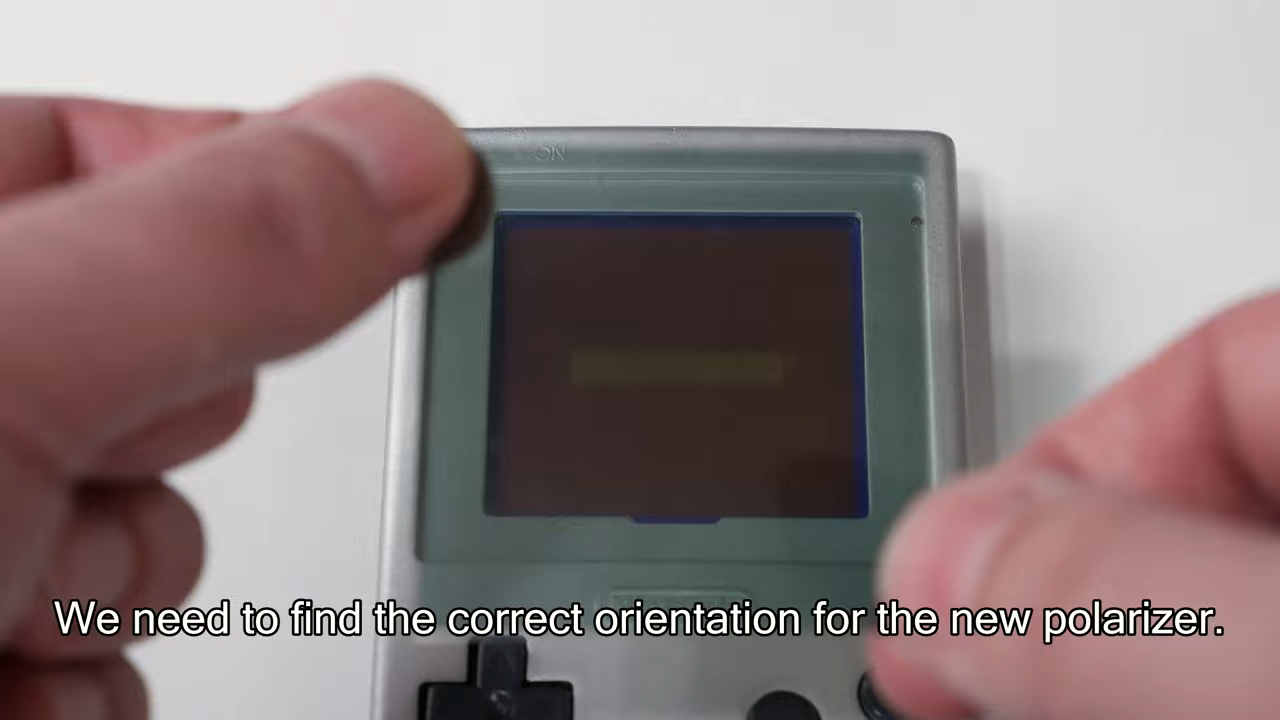 ON
We need to find the correct orientation for the new polarizer.